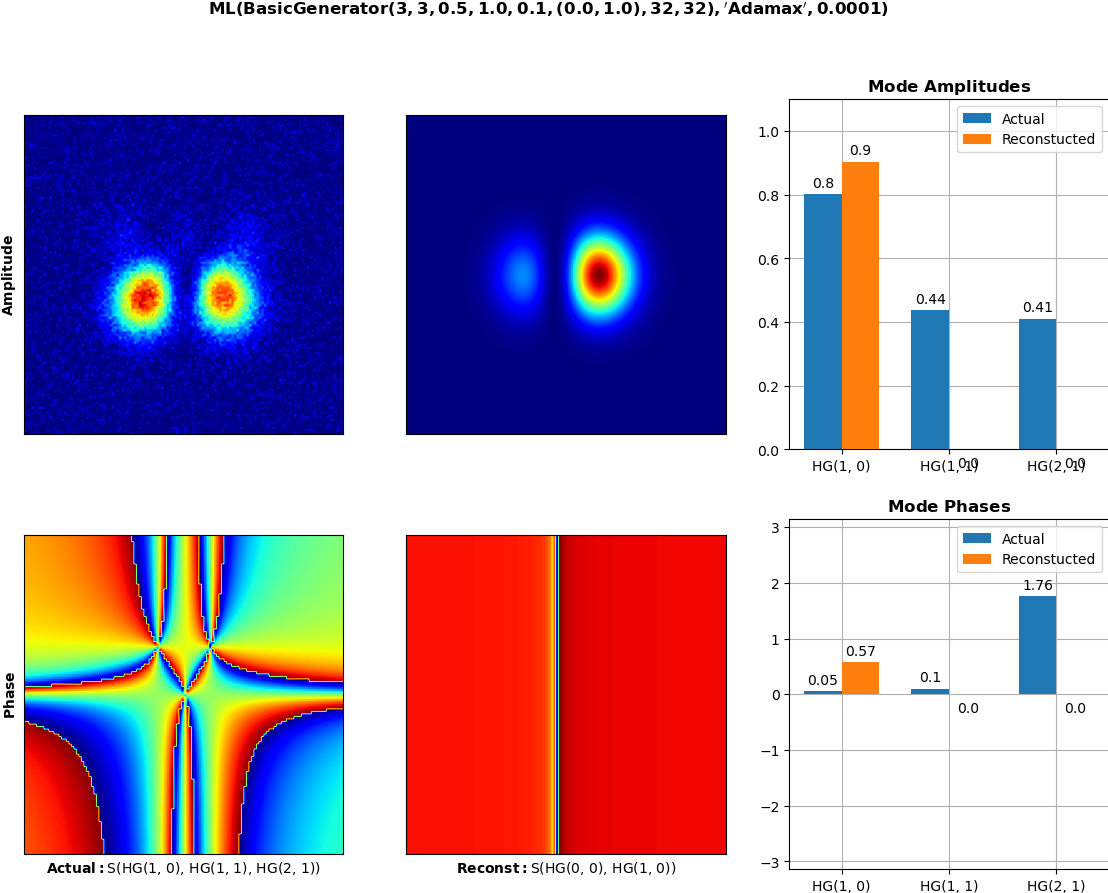 ML(BasicGenerator(3, 3, 0.5, 1.0, 0.1, (0.0, 1.0), 32, 32), ′Adamax′, 0.0001)
Amplitude
Mode Amplitudes
Actual
Reconstucted
1.0
0.8
0.6
0.4
0.2
0.0
0.8
0.9
0.44
0.0
0.41
0.0
HG(1, 0)
HG(1, 1)
HG(2, 1)
Phase
Actual: S(HG(1, 0), HG(1, 1), HG(2, 1))
Reconst: S(HG(0, 0), HG(1, 0))
Mode Phases
Actual
Reconstucted
3
2
1
0
−1
−2
−3
0.05
0.57
0.1
0.0
1.76
0.0
HG(1, 0)
HG(1, 1)
HG(2, 1)